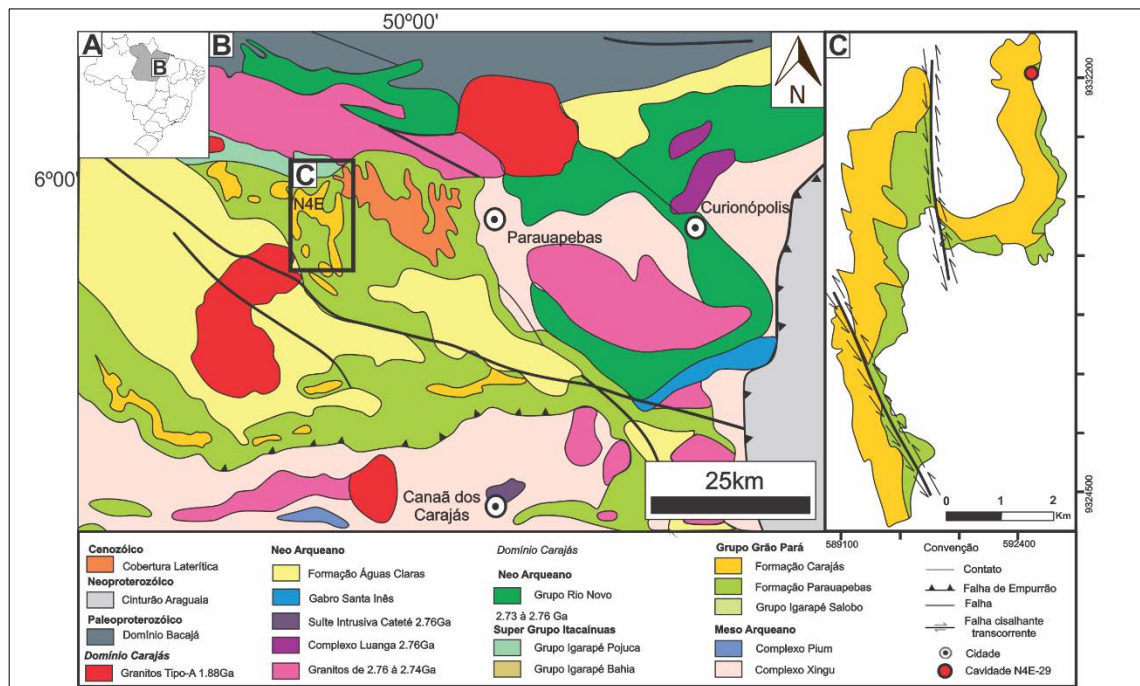 50º00'
A
B
B
N
6º00'
C
N4E
Parauapebas
Curionópolis
Canaã dos
Carajás
25km
C
9332200
9324500
0 1 2
Km
589100 592400
Cenozóico
Cobertura Laterítica
Neoproterozóico
Cinturão Araguaia
Paleoproterozóico
Domínio Bacajá
Domínio Carajás
Granitos Tipo-A 1.88Ga
Neo Arqueano
Formação Águas Claras
Gabro Santa Inês
Suíte Intrusiva Cateté 2.76Ga
Complexo Luanga 2.76Ga
Granitos de 2.76 à 2.74Ga
Domínio Carajás
Neo Arqueano
Grupo Rio Novo
2.73 à 2.76 Ga
Super Grupo Itacaínuas
Grupo Igarapé Pojuca
Grupo Igarapé Bahia
Grupo Grão Pará
Formação Carajás
Formação Parauapebas
Grupo Igarapé Salobo
Meso Arqueano
Complexo Pium
Complexo Xingu
Convenção
Contato
Falha de Empurrão
Falha
Falha cisalhante
transcorrente
Cidade
Cavidade N4E-29